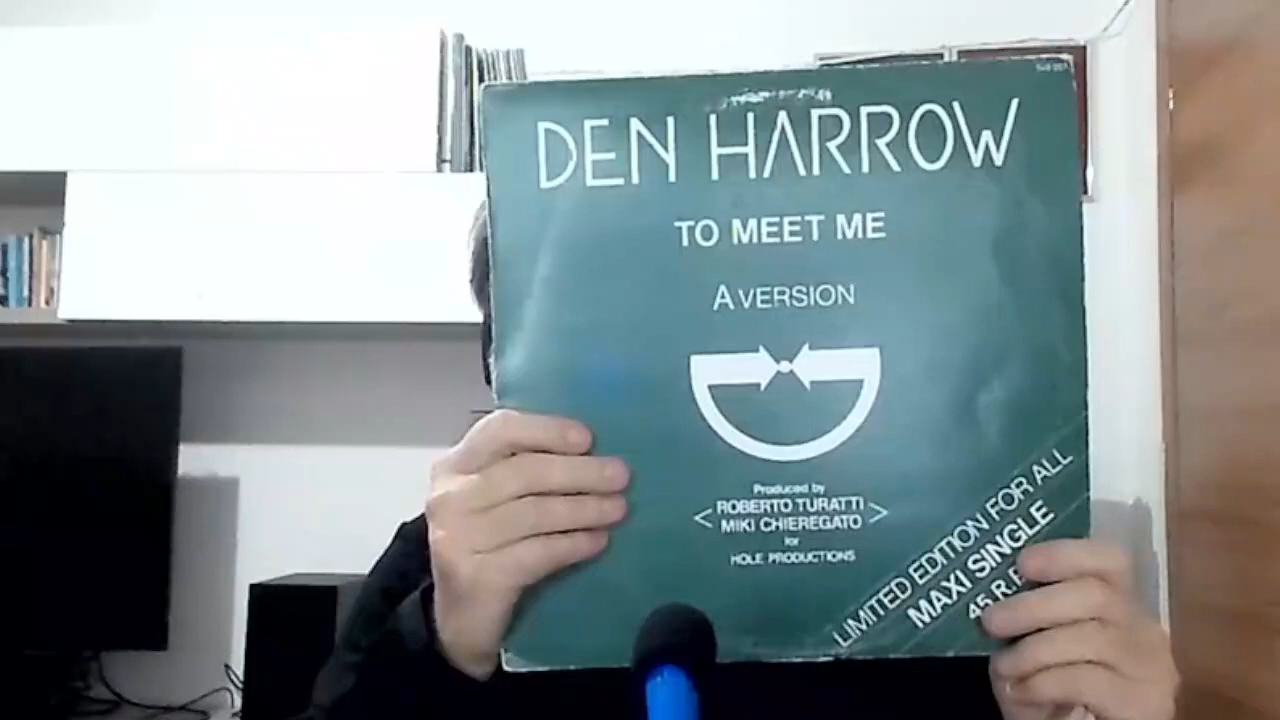 DEN HARROW
TO MEET ME
A VERSION
Produced by
< ROBERTO TURATTI
MIKI CHIEREGATO >
for
HOLE PRODUCTIONS
LIMITED EDITION FOR ALL
MAXI SINGLE
45 R.P